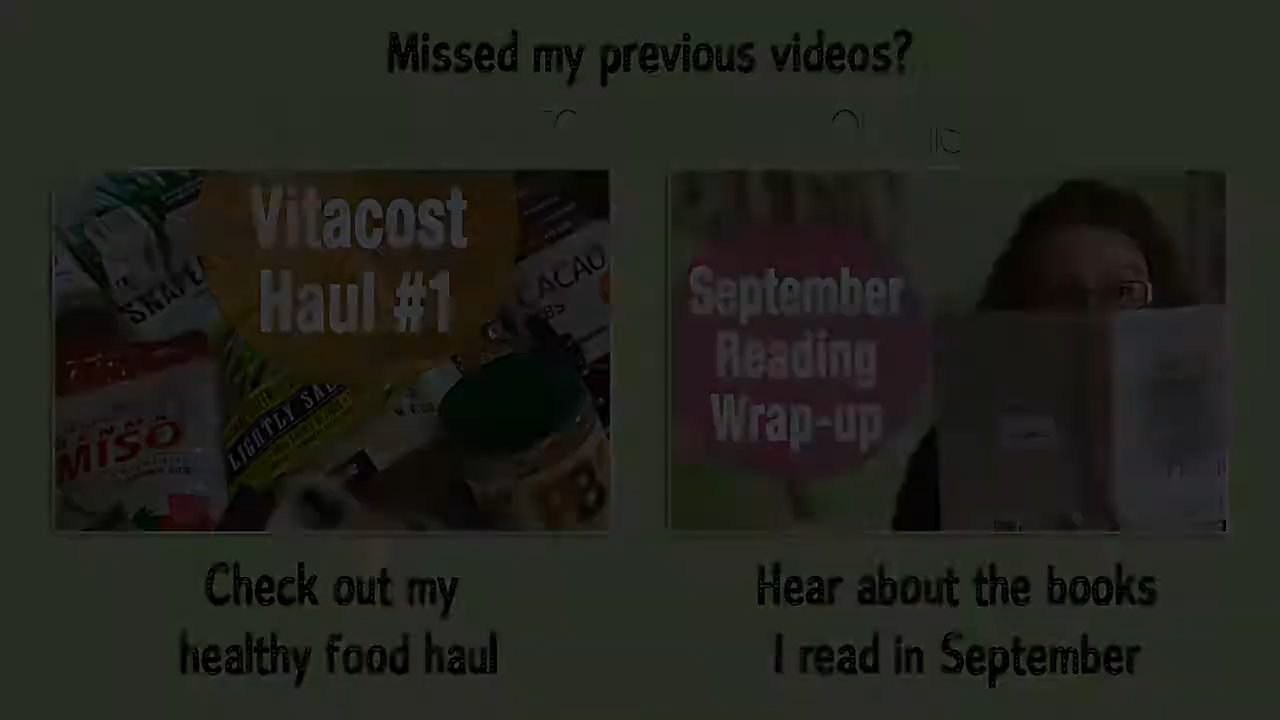 Missed my previous videos?
Vitacost
Haul #1
CACAO
LIGHTLY
MISO
September
Reading
Wrap-up
Check out my
healthy food haul
Hear about the books
I read in September